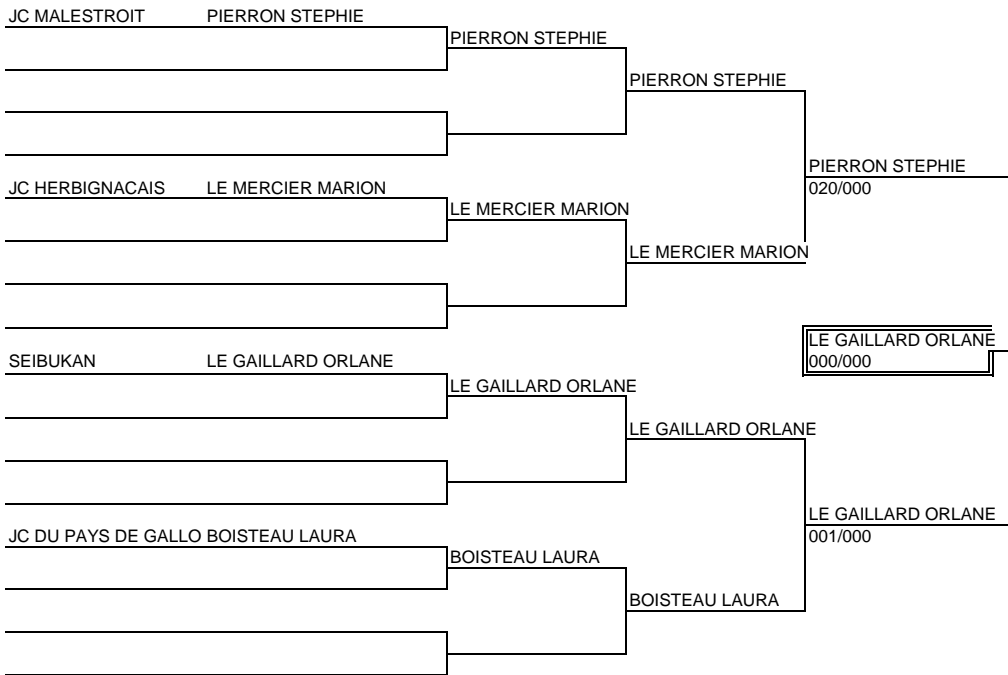 JC MALESTROIT PIERRON STEPHIE
PIERRON STEPHIE
PIERRON STEPHIE
PIERRON STEPHIE
020/000
JC HERBIGNACAIS LE MERCIER MARION
LE MERCIER MARION
LE MERCIER MARION
LE GAILLARD ORLANE
000/000
SEIBUKAN LE GAILLARD ORLANE
LE GAILLARD ORLANE
LE GAILLARD ORLANE
LE GAILLARD ORLANE
001/000
JC DU PAYS DE GALLO BOISTEAU LAURA
BOISTEAU LAURA
BOISTEAU LAURA